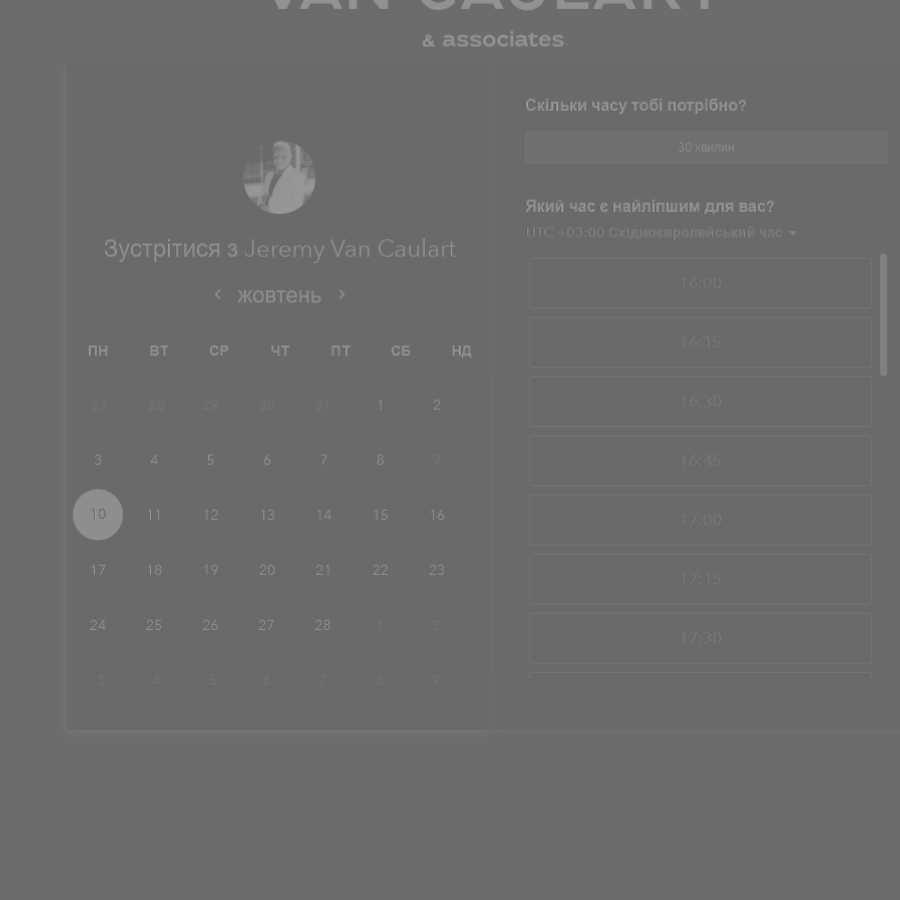 VAN CAULART
& associates
Зустрітися з Jeremy Van Caulart
жовтень
ПН ВТ СР ЧТ ПТ СБ НД
27 28 29 30 31 1 2
3 4 5 6 7 8 9
10 11 12 13 14 15 16
17 18 19 20 21 22 23
24 25 26 27 28 1 2
3 4 5 6 7 8 9
Скільки часу тобі потрібно?
30 хвилин
Який час є найліпшим для вас?
UTC +03:00 Східноєвропейський час
16:00
16:15
16:30
16:45
17:00
17:15
17:30